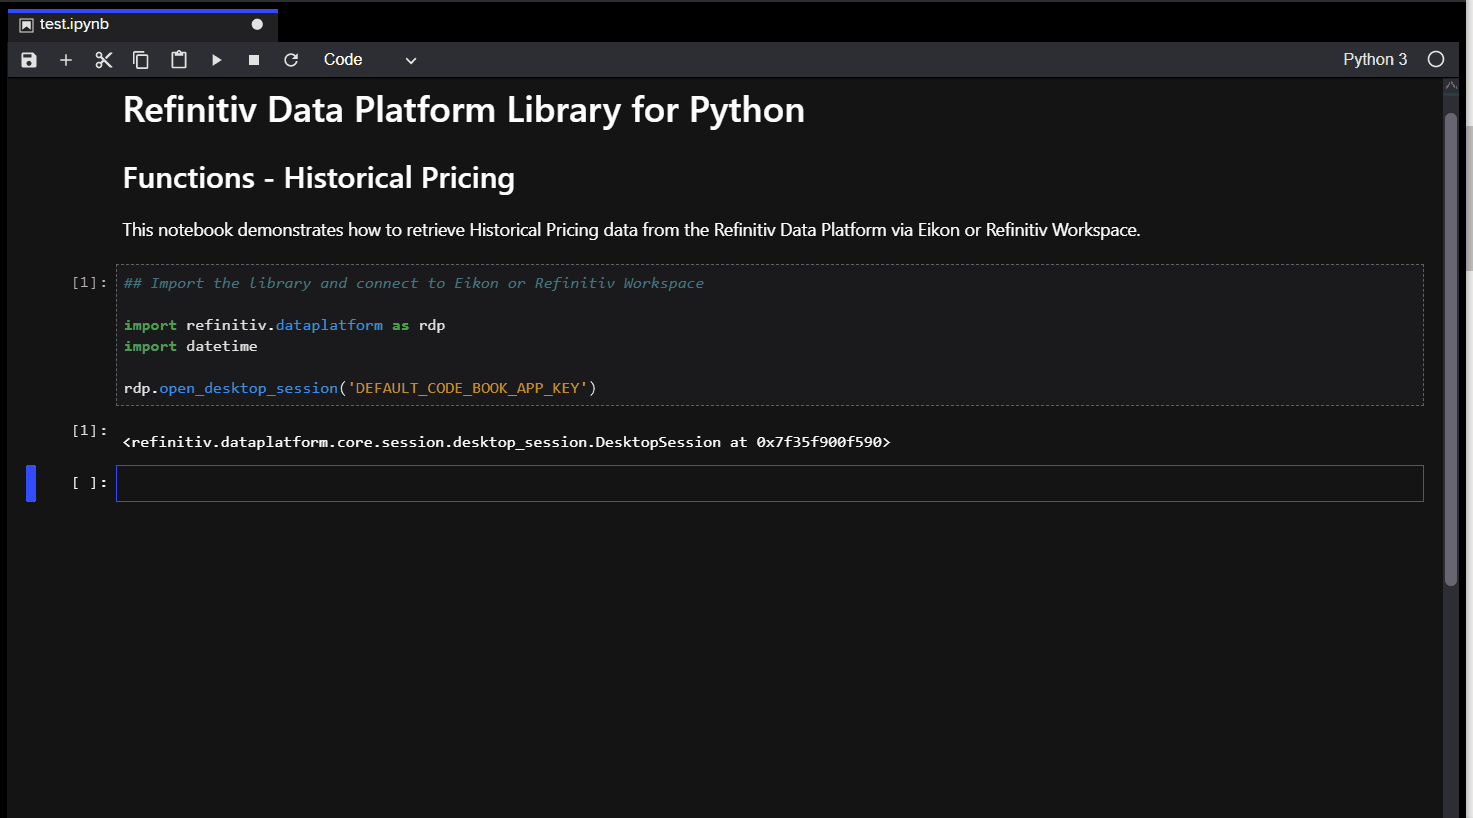 test.ipynb
Code
Python 3
Refinitiv Data Platform Library for Python
Functions - Historical Pricing
This notebook demonstrates how to retrieve Historical Pricing data from the Refinitiv Data Platform via Eikon or Refinitiv Workspace.
[1]: ## Import the library and connect to Eikon or Refinitiv Workspace
import refinitiv.dataplatform as rdp
import datetime
rdp.open_desktop_session('DEFAULT_CODE_BOOK_APP_KEY')
[1]:
<refinitiv.dataplatform.core.session.desktop_session.DesktopSession at 0x7f35f900f590>
[ ]: